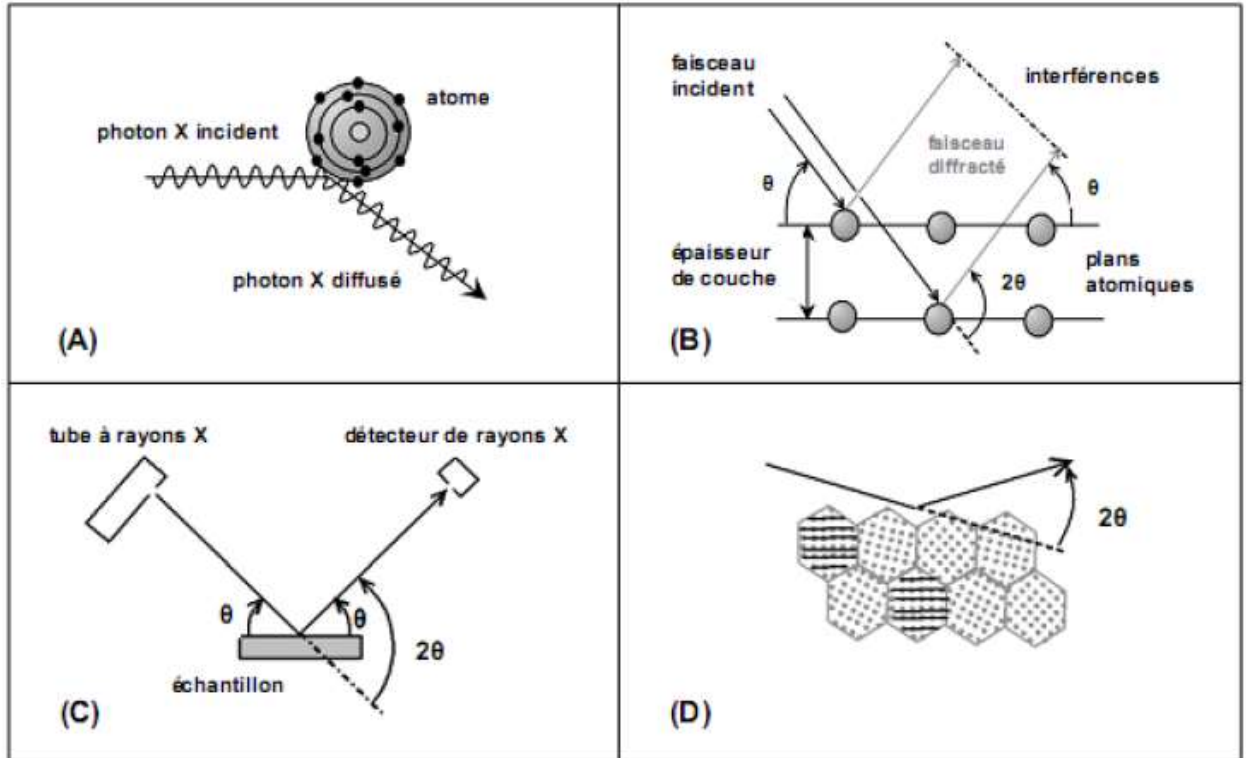 atome
photon X incident
photon X diffusé
(A)
faisceau
incident
interférences
faisceau
diffracté
θ
θ
épaisseur
de couche
2θ
plans
atomiques
(B)
tube à rayons X
détecteur de rayons X
θ
θ
2θ
échantillon
(C)
2θ
(D)